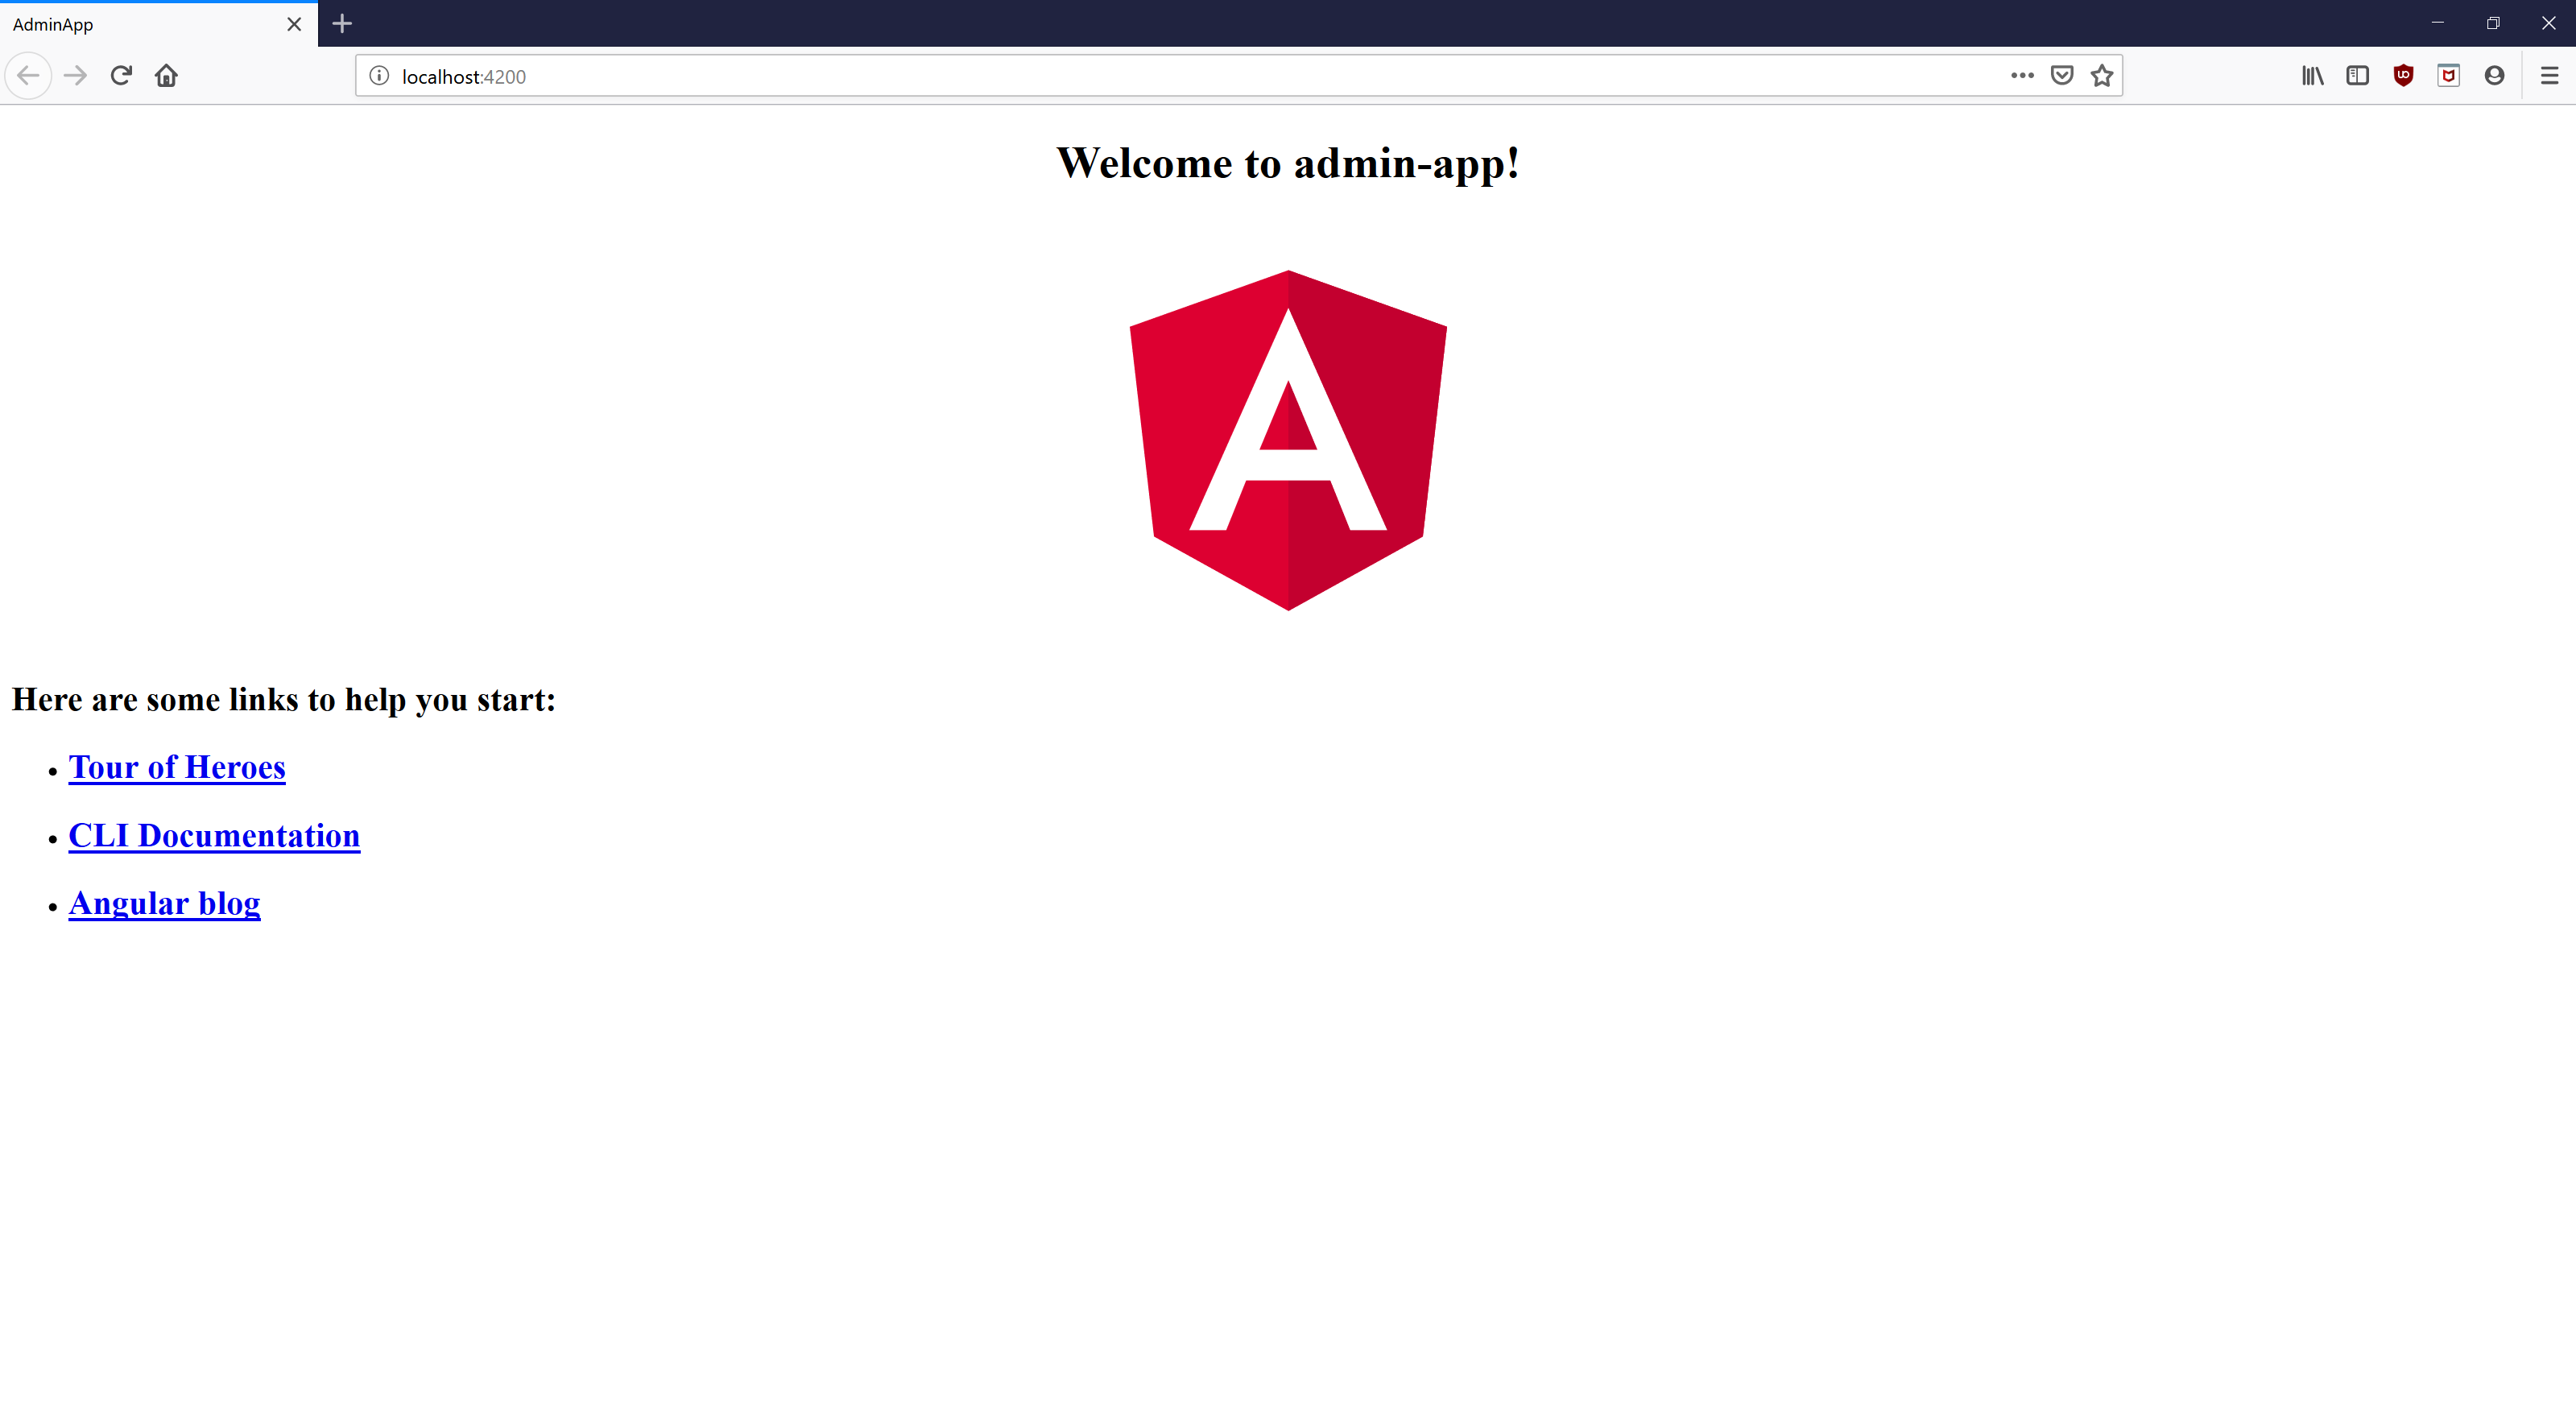 AdminApp
localhost:4200
Welcome to admin-app!
A
Here are some links to help you start:
Tour of Heroes
CLI Documentation
Angular blog